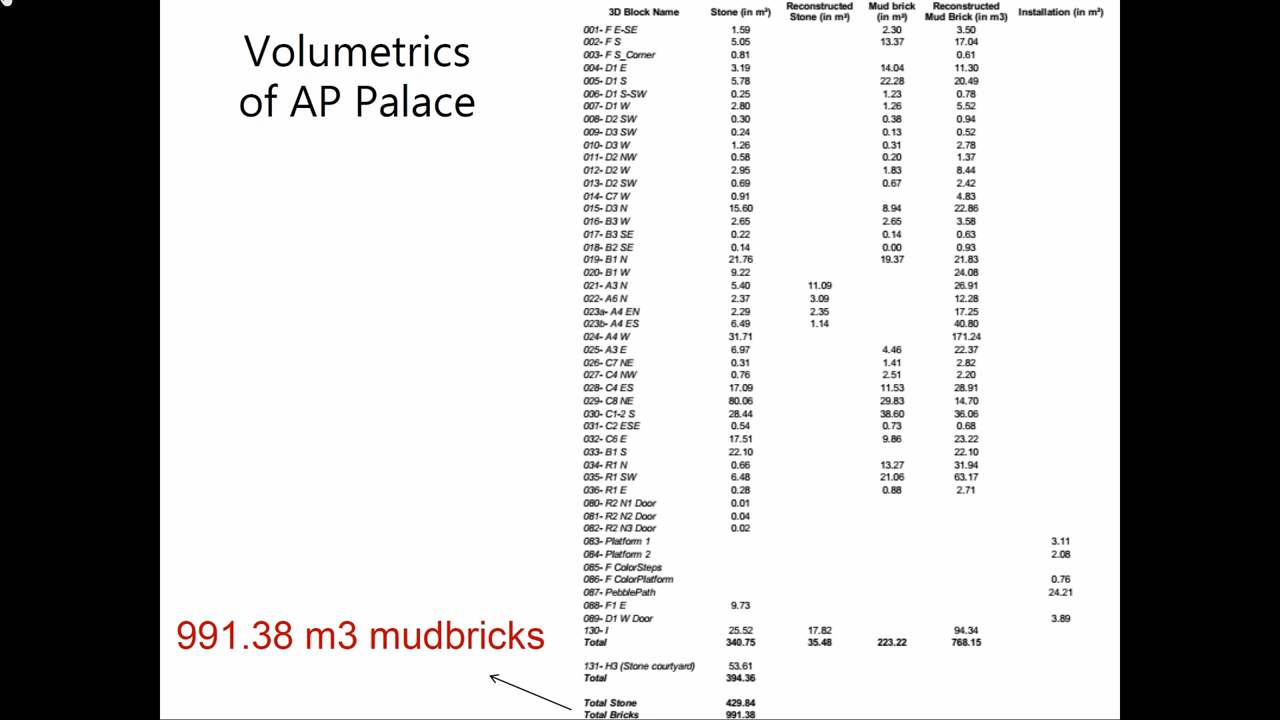 Volumetrics
of AP Palace
3D Block Name Stone (in m³) Reconstructed Stone (in m³) Mud brick (in m³) Reconstructed Mud Brick (in m3) Installation (in m³)
001- F E-SE 1.59 2.30 3.50
002- F S 5.05 13.37 17.04
003- F S_Corner 0.81 0.61
004- D1 E 3.19 14.04 11.30
005- D1 S 5.78 22.28 20.49
006- D1 S-SW 0.25 1.23 0.78
007- D1 W 2.80 1.26 5.52
008- D2 SW 0.30 0.38 0.94
009- D3 SW 0.24 0.13 0.52
010- D3 W 1.26 0.31 2.78
011- D2 NW 0.58 0.20 1.37
012- D2 W 2.95 1.83 8.44
013- D2 SW 0.69 0.67 2.42
014- C7 W 0.91 4.83
015- D3 N 15.60 8.94 22.86
016- B3 W 2.65 2.65 3.58
017- B3 SE 0.22 0.14 0.63
018- B2 SE 0.14 0.00 0.93
019- B1 N 21.76 19.37 21.83
020- B1 W 9.22 24.08
021- A3 N 5.40 11.09 26.91
022- A6 N 2.37 3.09 12.28
023a- A4 EN 2.29 2.35 17.25
023b- A4 ES 6.49 1.14 40.80
024- A4 W 31.71 171.24
025- A3 E 6.97 4.46 22.37
026- C7 NE 0.31 1.41 2.82
027- C4 NW 0.76 2.51 2.20
028- C4 ES 17.09 11.53 28.91
029- C8 NE 80.06 29.83 14.70
030- C1-2 S 28.44 38.60 36.06
031- C2 ESE 0.54 0.73 0.68
032- C6 E 17.51 9.86 23.22
033- B1 S 22.10 22.10
034- R1 N 0.66 13.27 31.94
035- R1 SW 6.48 21.06 63.17
036- R1 E 0.28 0.88 2.71
080- R2 N1 Door 0.01
081- R2 N2 Door 0.04
082- R2 N3 Door 0.02
083- Platform 1 3.11
084- Platform 2 2.08
085- F ColorSteps
086- F ColorPlatform 0.76
087- PebblePath 24.21
088- F1 E 9.73
089- D1 W Door 3.89
130- I 25.52 17.82 94.34
Total 340.75 35.48 223.22 768.15
131- H3 (Stone courtyard) 53.61
Total 394.36
Total Stone 429.84
Total Bricks 991.38
991.38 m3 mudbricks